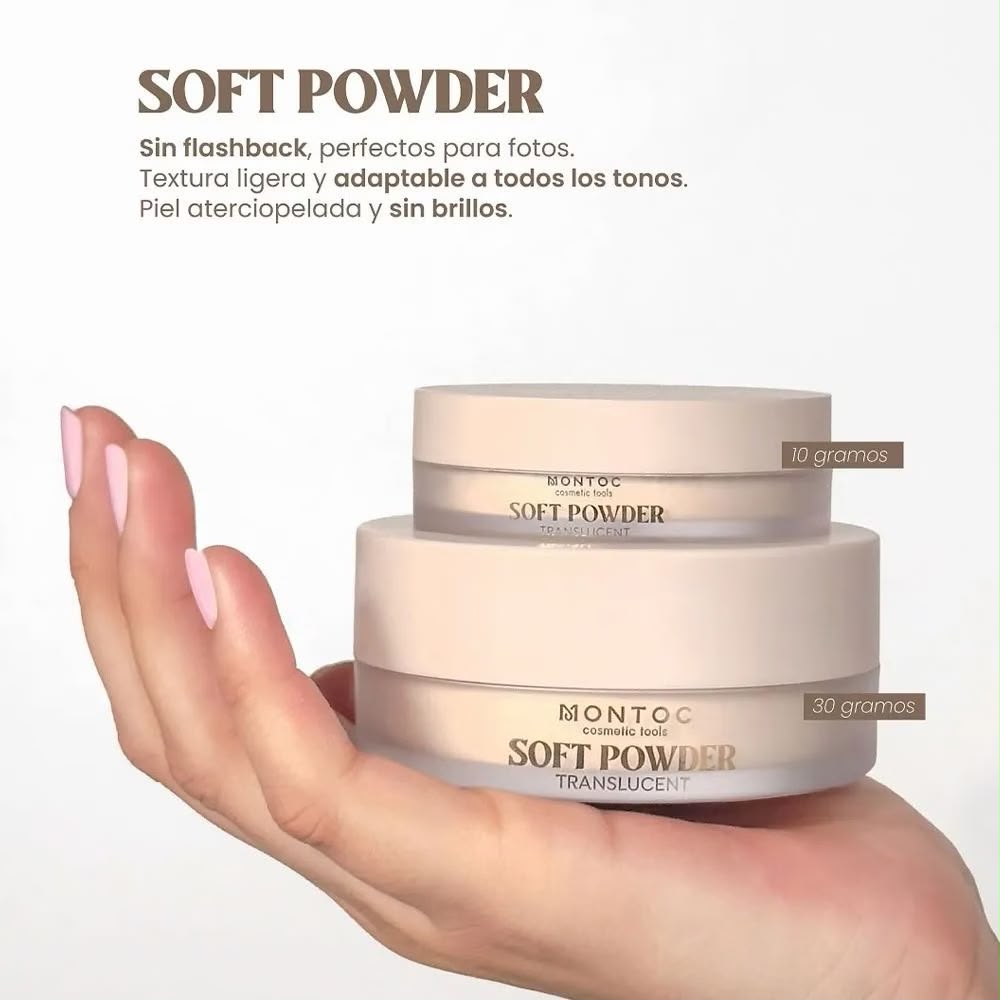 SOFT POWDER
Sin flashback, perfectos para fotos.
Textura ligera y adaptable a todos los tonos.
Piel aterciopelada y sin brillos.
10 gramos
MONTOC
cosmetic tools
SOFT POWDER
TRANSLUCENT
30 gramos
MONTOC
cosmetic tools
SOFT POWDER
TRANSLUCENT